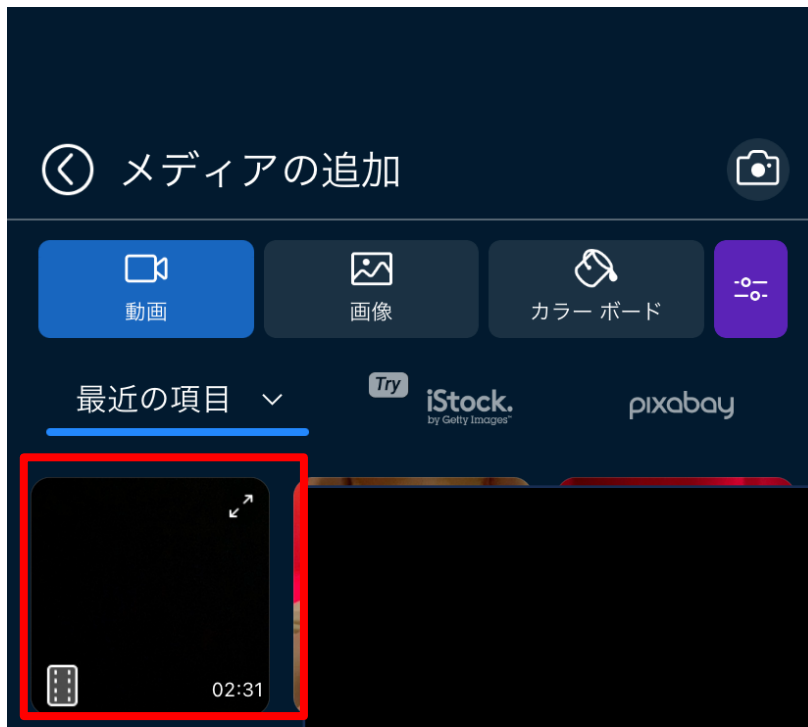 メディアの追加
動画
画像
カラー ボード
最近の項目
Try
iStock.
by Getty Images™
pixabay
02:31